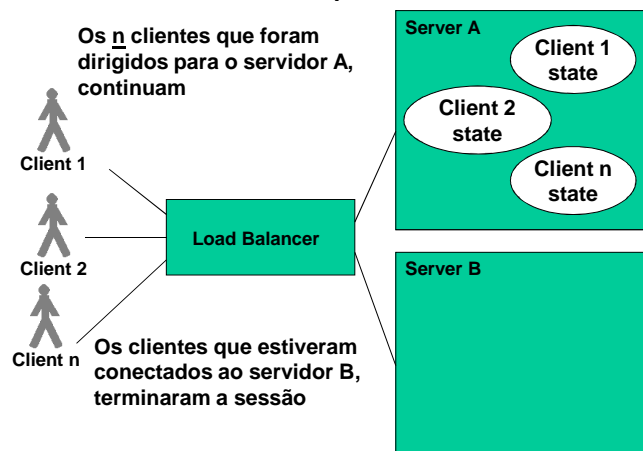 Os n clientes que foram
dirigidos para o servidor A,
continuam
Server A
Client 1
state
Client 2
state
Client n
state
Client 1
Load Balancer
Client 2
Server B
Client n
Os clientes que estiveram
conectados ao servidor B,
terminaram a sessão